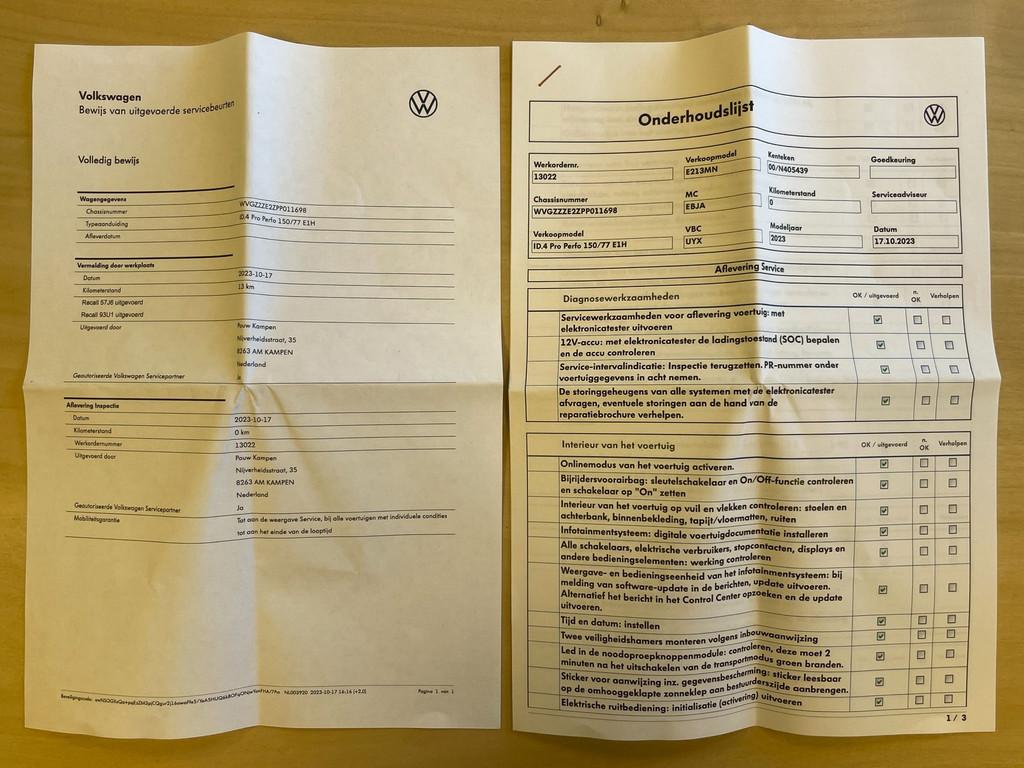 Volkswagen
Bewijs van uitgevoerde servicebeurten
Volledig bewijs
Wagengegevens
Chassisnummer WVGZZZE2ZPP011698
Typeaanduiding ID.4 Pro Perfo 150/77 E1H
Afleverdatum
Vermelding door werkplaats
Datum 2023-10-17
Kilometerstand 13 km
Recall 57J6 uitgevoerd
Recall 93U1 uitgevoerd
Uitgevoerd door Pouw Kampen
Nijverheidsstraat, 35
8263 AM KAMPEN
Nederland
Geautoriseerde Volkswagen Servicepartner
Aflevering Inspectie
Datum 2023-10-17
Kilometerstand 0 km
Werkordernummer 13022
Uitgevoerd door Pouw Kampen
Nijverheidsstraat, 35
8263 AM KAMPEN
Nederland
Geautoriseerde Volkswagen Servicepartner Ja
Mobiliteitsgarantie Tot aan de weergave Service, bij alle voertuigen met individuele condities
tot aan het einde van de looptijd
Beveiligingscode: NL003920 2023-10-17 16:16 (+2,0) Pagina 1 van 1
Onderhoudslijst
Werkordernr. Verkoopmodel Kenteken Goedkeuring
13022 E213MN 00/N405439
Chassisnummer MC Kilometerstand Serviceadviseur
WVGZZZE2ZPP011698 EBJA 0
Verkoopmodel VBC Modeljaar Datum
ID.4 Pro Perfo 150/77 E1H UYX 2023 17.10.2023
Aflevering Service
Diagnosewerkzaamheden OK / uitgevoerd n. OK Verholpen
Servicewerkzaamheden voor aflevering voertuig: met
elektronicatester uitvoeren
12V-accu: met elektronicatester de ladingstoestand (SOC) bepalen
en de accu controleren
Service-intervalindicatie: Inspectie terugzetten. PR-nummer onder
voertuiggegevens in acht nemen.
De storinggeheugens van alle systemen met de elektronicatester
afvragen, eventuele storingen aan de hand van de
reparatiebrochure verhelpen.
Interieur van het voertuig OK / uitgevoerd n. OK Verholpen
Onlinemodus van het voertuig activeren.
Bijrijdersvoorairbag: sleutelschakelaar en On/Off-functie controleren
en schakelaar op "On" zetten
Interieur van het voertuig op vuil en vlekken controleren: stoelen en
achterbank, binnenbekleding, tapijt/vloermatten, ruiten
Infotainmentsysteem: digitale voertuigdocumentatie installeren
Alle schakelaars, elektrische verbruikers, stopcontacten, displays en
andere bedieningselementen: werking controleren
Weergave- en bedieningseenheid van het infotainmentsysteem: bij
melding van software-update in de berichten, update uitvoeren.
Alternatief het bericht in het Control Center opzoeken en de update
uitvoeren.
Tijd en datum: instellen
Twee veiligheidshamers monteren volgens inbouwaanwijzing
Led in de noodoproepknoppenmodule: controleren, deze moet 2
minuten na het uitschakelen van de transportmodus groen branden.
Sticker voor aanwijzing inz. gegevensbescherming: sticker leesbaar
op de omhooggeklapte zonneklep aan bestuurderszijde aanbrengen.
Elektrische ruitbediening: initialisatie (activering) uitvoeren
1 / 3